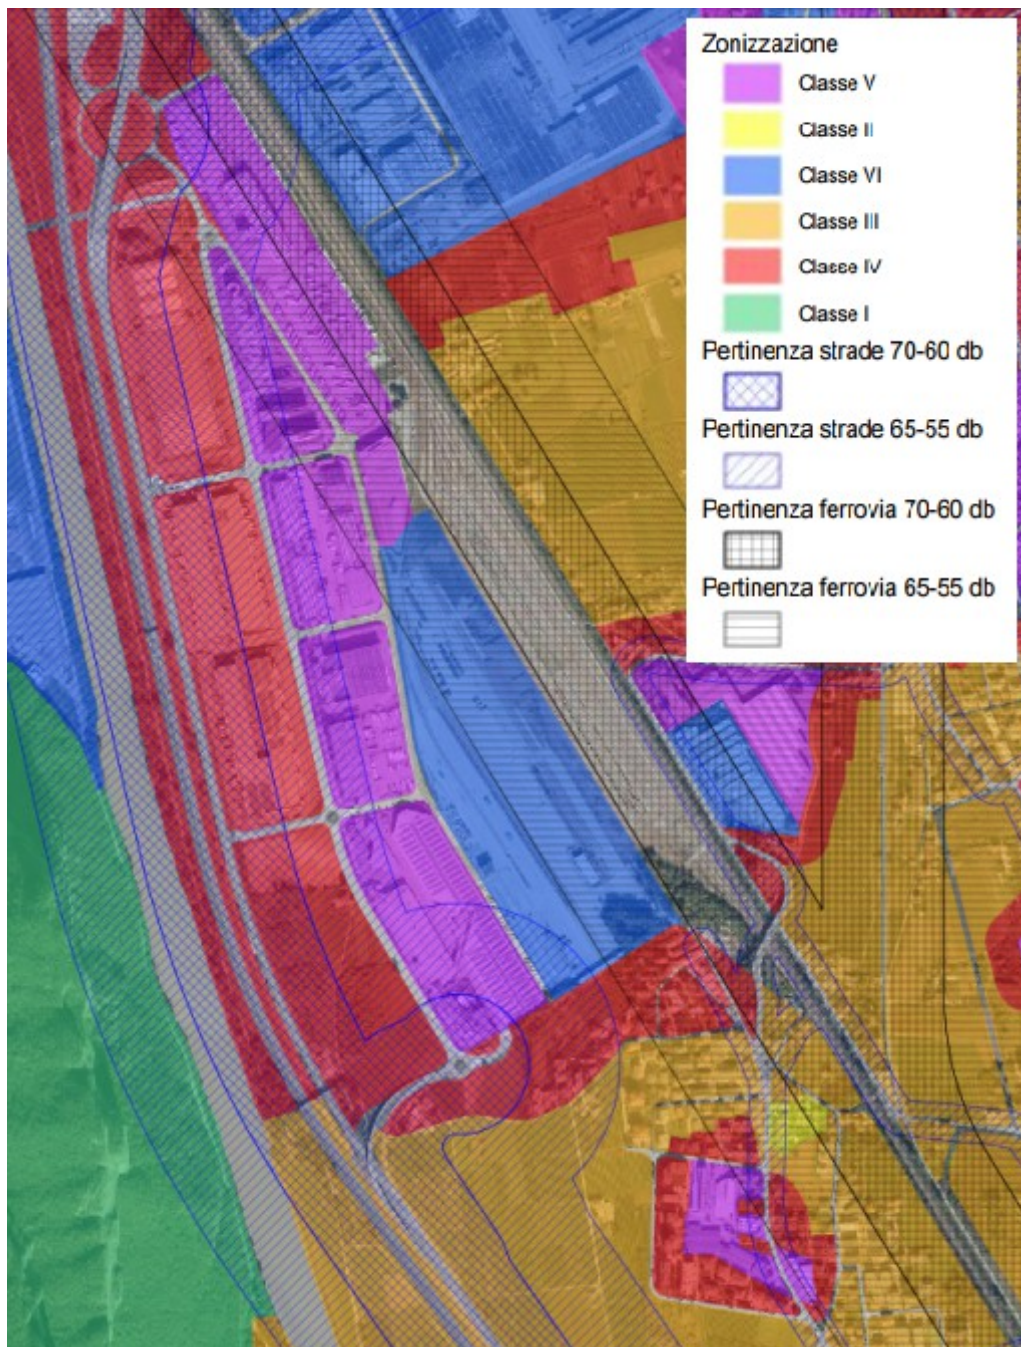 Zonizzazione
Classe V
Classe II
Classe VI
Classe III
Classe IV
Classe I
Pertinenza strade 70-60 db
Pertinenza strade 65-55 db
Pertinenza ferrovia 70-60 db
Pertinenza ferrovia 65-55 db